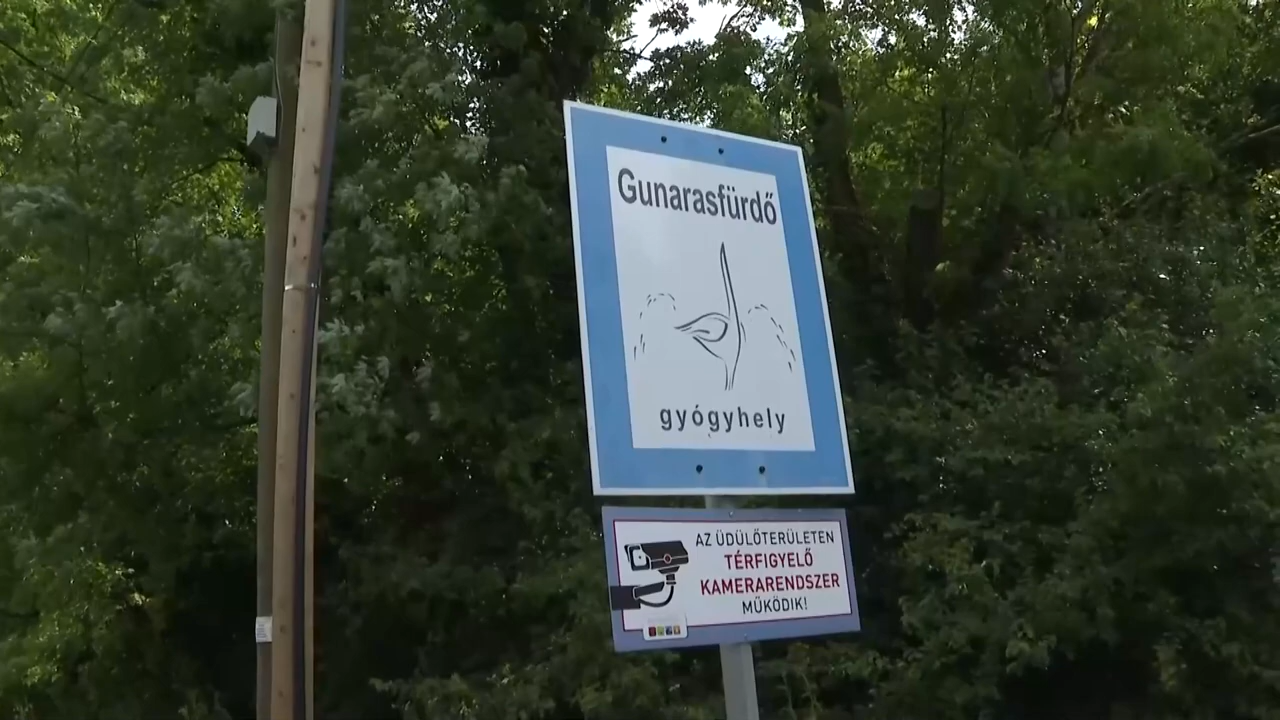 Gunarasfürdő
gyógyhely
AZ ÜDÜLŐTERÜLETEN
TÉRFIGYELŐ
KAMERARENDSZER
MŰKÖDIK!